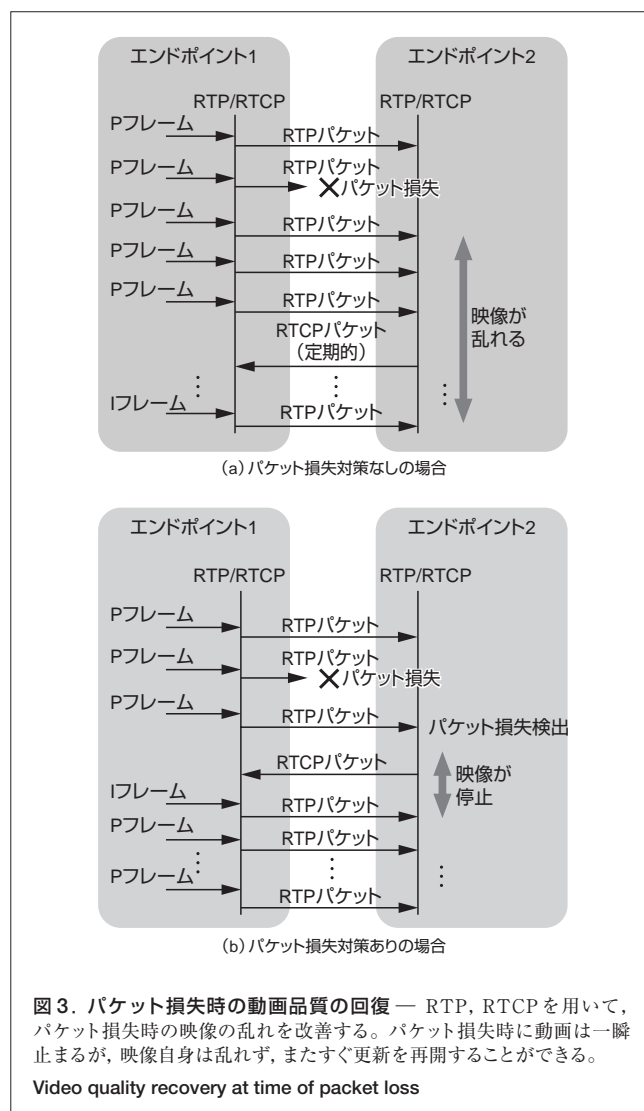 エンドポイント1
エンドポイント2
RTP/RTCP
RTP/RTCP
Pフレーム
RTPパケット
Pフレーム
RTPパケット
パケット損失
Pフレーム
RTPパケット
Pフレーム
RTPパケット
Pフレーム
RTPパケット
映像が
乱れる
RTCPパケット
（定期的）
Iフレーム
RTPパケット
（a）パケット損失対策なしの場合
エンドポイント1
エンドポイント2
RTP/RTCP
RTP/RTCP
Pフレーム
RTPパケット
Pフレーム
RTPパケット
パケット損失
Pフレーム
RTPパケット
パケット損失検出
RTCPパケット
映像が
停止
Iフレーム
RTPパケット
Pフレーム
RTPパケット
Pフレーム
RTPパケット
（b）パケット損失対策ありの場合
図3．パケット損失時の動画品質の回復 — RTP，RTCPを用いて，
パケット損失時の映像の乱れを改善する。パケット損失時に動画は一瞬
止まるが，映像自身は乱れず，またすぐ更新を再開することができる。
Video quality recovery at time of packet loss